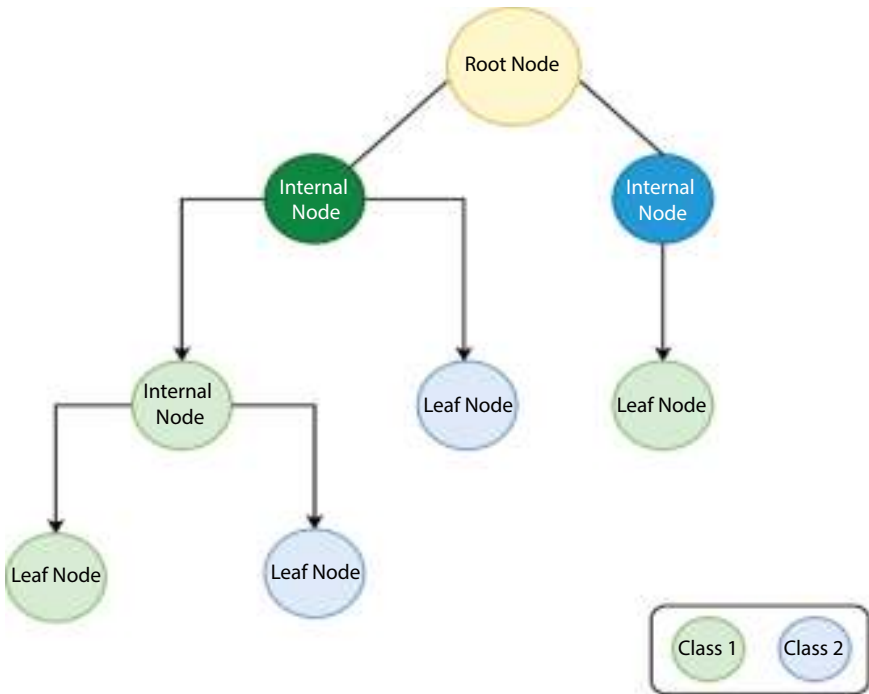 Root Node
Internal
Node
Internal
Node
Internal
Node
Leaf Node
Leaf Node
Leaf Node
Leaf Node
Class 1
Class 2